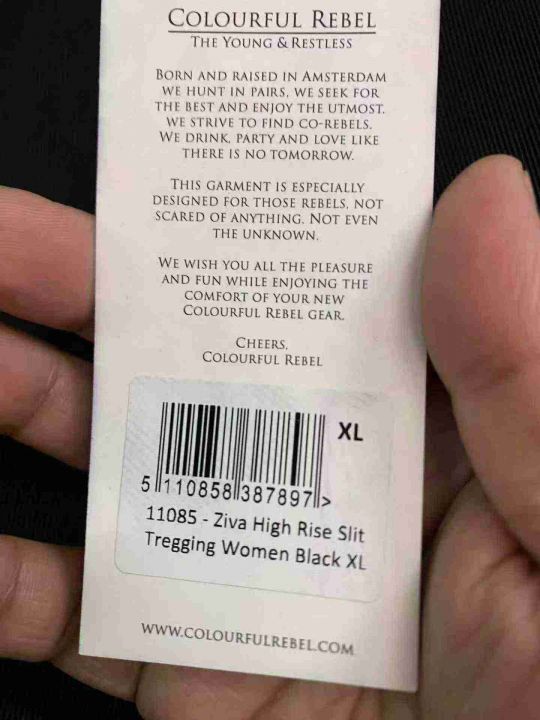 COLOURFUL REBEL
THE YOUNG & RESTLESS
BORN AND RAISED IN AMSTERDAM
WE HUNT IN PAIRS, WE SEEK FOR
THE BEST AND ENJOY THE UTMOST.
WE STRIVE TO FIND CO-REBELS.
WE DRINK, PARTY AND LOVE LIKE
THERE IS NO TOMORROW.
THIS GARMENT IS ESPECIALLY
DESIGNED FOR THOSE REBELS, NOT
SCARED OF ANYTHING. NOT EVEN
THE UNKNOWN.
WE WISH YOU ALL THE PLEASURE
AND FUN WHILE ENJOYING THE
COMFORT OF YOUR NEW
COLOURFUL REBEL GEAR.
CHEERS,
COLOURFUL REBEL
XL
5 110858 387897 >
11085 - Ziva High Rise Slit
Tregging Women Black XL
WWW.COLOURFULREBEL.COM